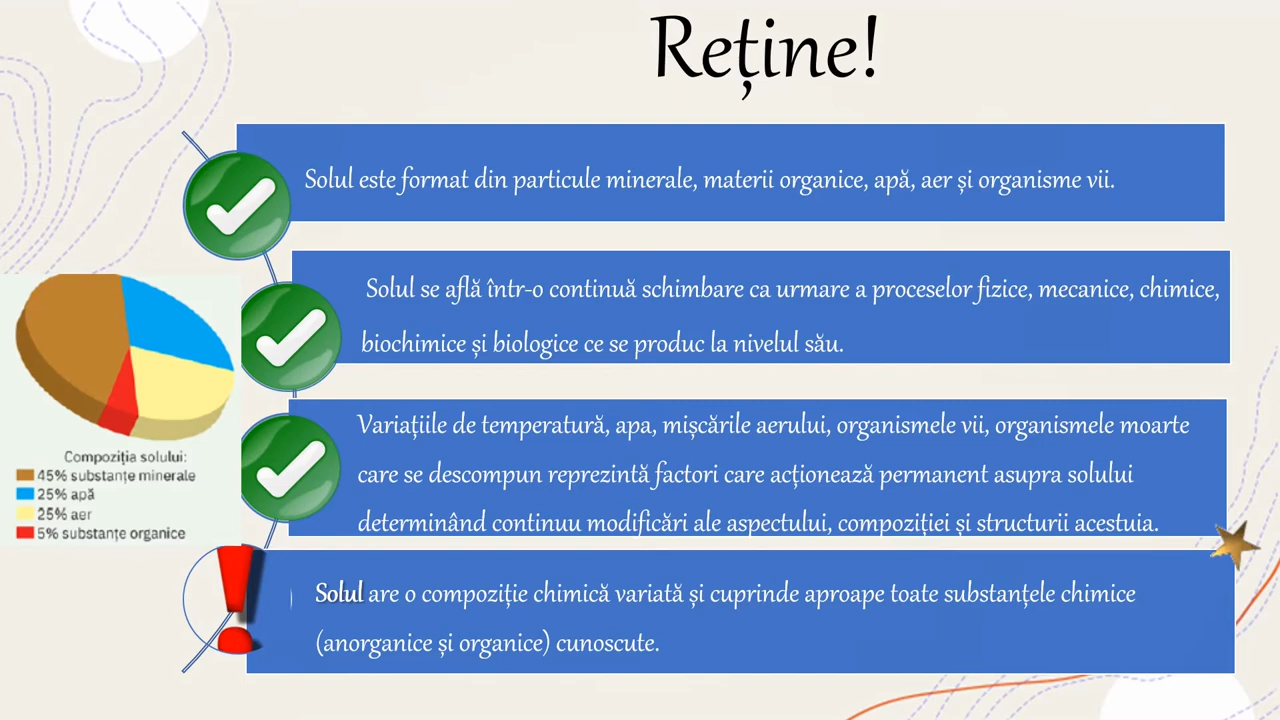 Reține!
Solul este format din particule minerale, materii organice, apă, aer și organisme vii.
Solul se află într-o continuă schimbare ca urmare a proceselor fizice, mecanice, chimice,
biochimice și biologice ce se produc la nivelul său.
Variațiile de temperatură, apa, mișcările aerului, organismele vii, organismele moarte
care se descompun reprezintă factori care acționează permanent asupra solului
determinând continuu modificări ale aspectului, compoziției și structurii acestuia.
Solul are o compoziție chimică variată și cuprinde aproape toate substanțele chimice
(anorganice și organice) cunoscute.
Compoziția solului:
45% substanțe minerale
25% apă
25% aer
5% substanțe organice